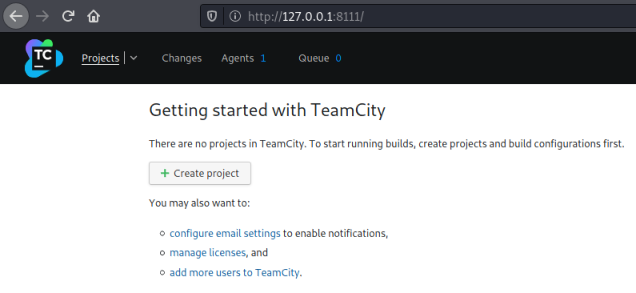 http://127.0.0.1:8111/
TC Projects Changes Agents 1 Queue 0
Getting started with TeamCity
There are no projects in TeamCity. To start running builds, create projects and build configurations first.
+ Create project
You may also want to:
configure email settings to enable notifications,
manage licenses, and
add more users to TeamCity.